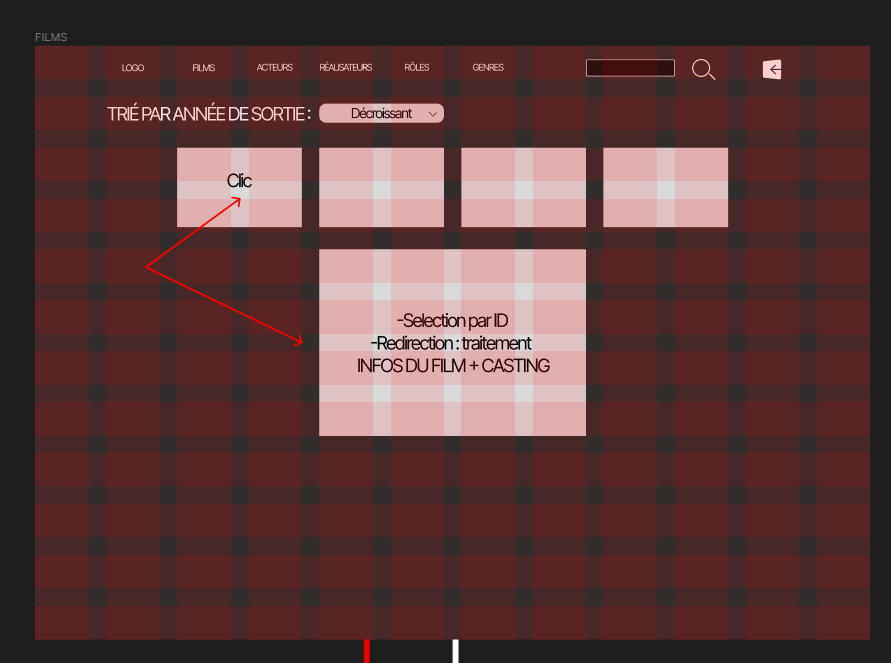 FILMS
LOGO FILMS ACTEURS RÉALISATEURS RÔLES GENRES
TRIÉ PAR ANNÉE DE SORTIE : Décroissant
Clic
-Selection par ID
-Redirection : traitement
INFOS DU FILM + CASTING